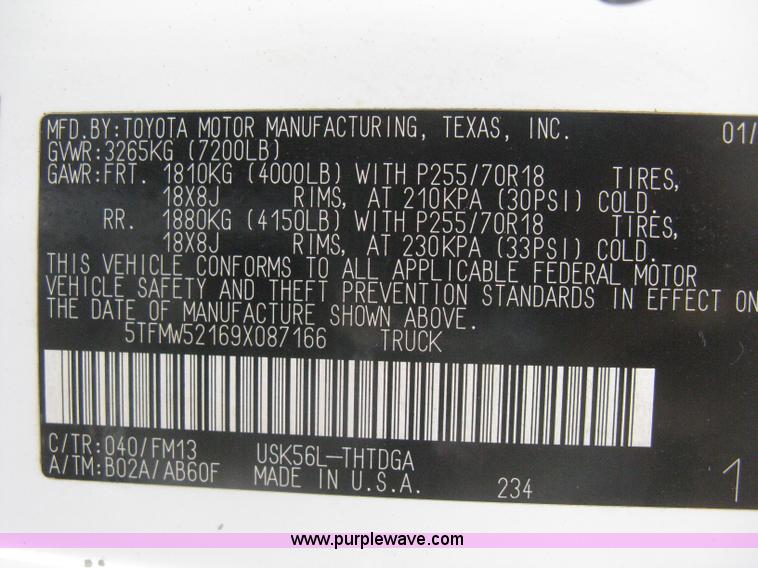 MFD.BY:TOYOTA MOTOR MANUFACTURING, TEXAS, INC. 01/
GVWR:3265KG (7200LB)
GAWR:FRT. 1810KG (4000LB) WITH P255/70R18 TIRES,
18X8J RIMS, AT 210KPA (30PSI) COLD.
RR. 1880KG (4150LB) WITH P255/70R18 TIRES,
18X8J RIMS, AT 230KPA (33PSI) COLD.
THIS VEHICLE CONFORMS TO ALL APPLICABLE FEDERAL MOTOR
VEHICLE SAFETY AND THEFT PREVENTION STANDARDS IN EFFECT ON
THE DATE OF MANUFACTURE SHOWN ABOVE.
5TFMW52169X087166 TRUCK
C/TR:040/FM13 USK56L-THTDGA
A/TM:B02A/AB60F MADE IN U.S.A. 234 1
www.purplewave.com